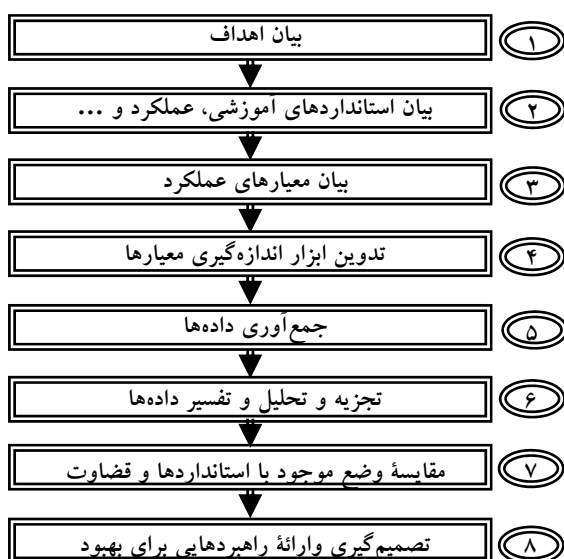 بیان اهداف ۱
بیان استانداردهای آموزشی، عملکرد و ... ۲
بیان معیارهای عملکرد ۳
تدوین ابزار اندازه‌گیری معیارها ۴
جمع‌آوری داده‌ها ۵
تجزیه و تحلیل و تفسیر داده‌ها ۶
مقایسۀ وضع موجود با استانداردها و قضاوت ۷
تصمیم‌گیری وارائۀ راهبردهایی برای بهبود ۸